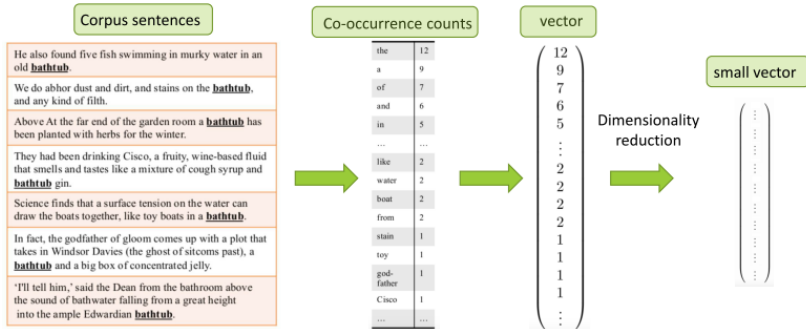 Corpus sentences
He also found five fish swimming in murky water in an
old bathtub.
We do abhor dust and dirt, and stains on the bathtub,
and any kind of filth.
Above At the far end of the garden room a bathtub has
been planted with herbs for the winter.
They had been drinking Cisco, a fruity, wine-based fluid
that smells and tastes like a mixture of cough syrup and
bathtub gin.
Science finds that a surface tension on the water can
draw the boats together, like toy boats in a bathtub.
In fact, the godfather of gloom comes up with a plot that
takes in Windsor Davies (the ghost of sitcoms past), a
bathtub and a big box of concentrated jelly.
‘I'll tell him,’ said the Dean from the bathroom above
the sound of bathwater falling from a great height
into the ample Edwardian bathtub.
Co-occurrence counts
the 12
a 9
of 7
and 6
in 5
... ...
like 2
water 2
boat 2
from 2
stain 1
toy 1
god-
father 1
Cisco 1
... ...
vector
12
9
7
6
5
⋮
2
2
2
2
1
1
1
1
⋮
Dimensionality
reduction
small vector
⋮
⋮
⋮
⋮
⋮
⋮
⋮
⋮
⋮